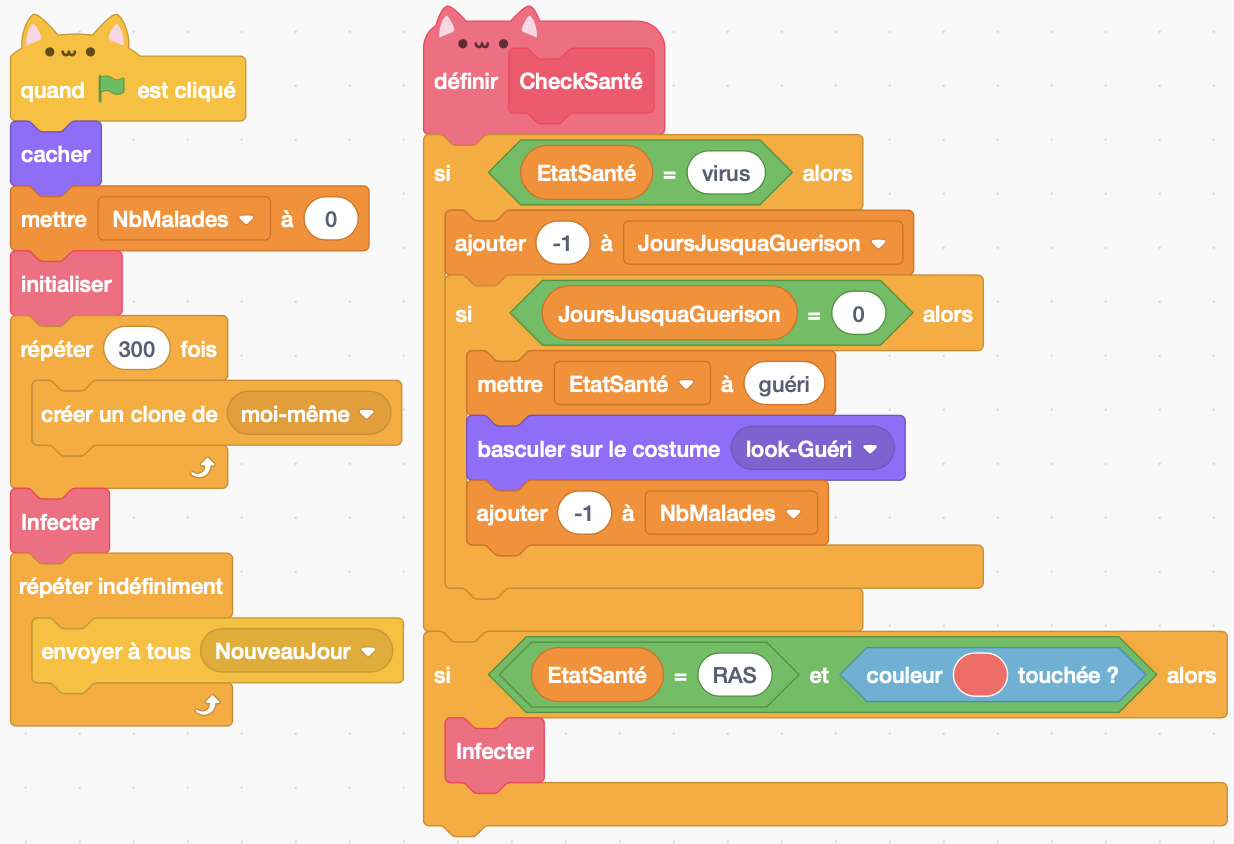 quand est cliqué
cacher
mettre NbMalades à 0
initialiser
répéter 300 fois
créer un clone de moi-même
Infecter
répéter indéfiniment
envoyer à tous NouveauJour
définir CheckSanté
si EtatSanté = virus alors
ajouter -1 à JoursJusquaGuerison
si JoursJusquaGuerison = 0 alors
mettre EtatSanté à guéri
basculer sur le costume look-Guéri
ajouter -1 à NbMalades
si EtatSanté = RAS et couleur touchée ? alors
Infecter